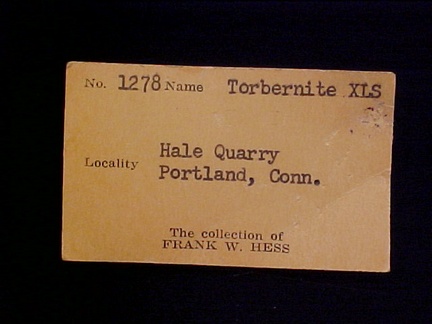 No. 1278 Name Torbernite XLS
Hale Quarry
Locality
Portland, Conn.
The collection of
FRANK W. HESS